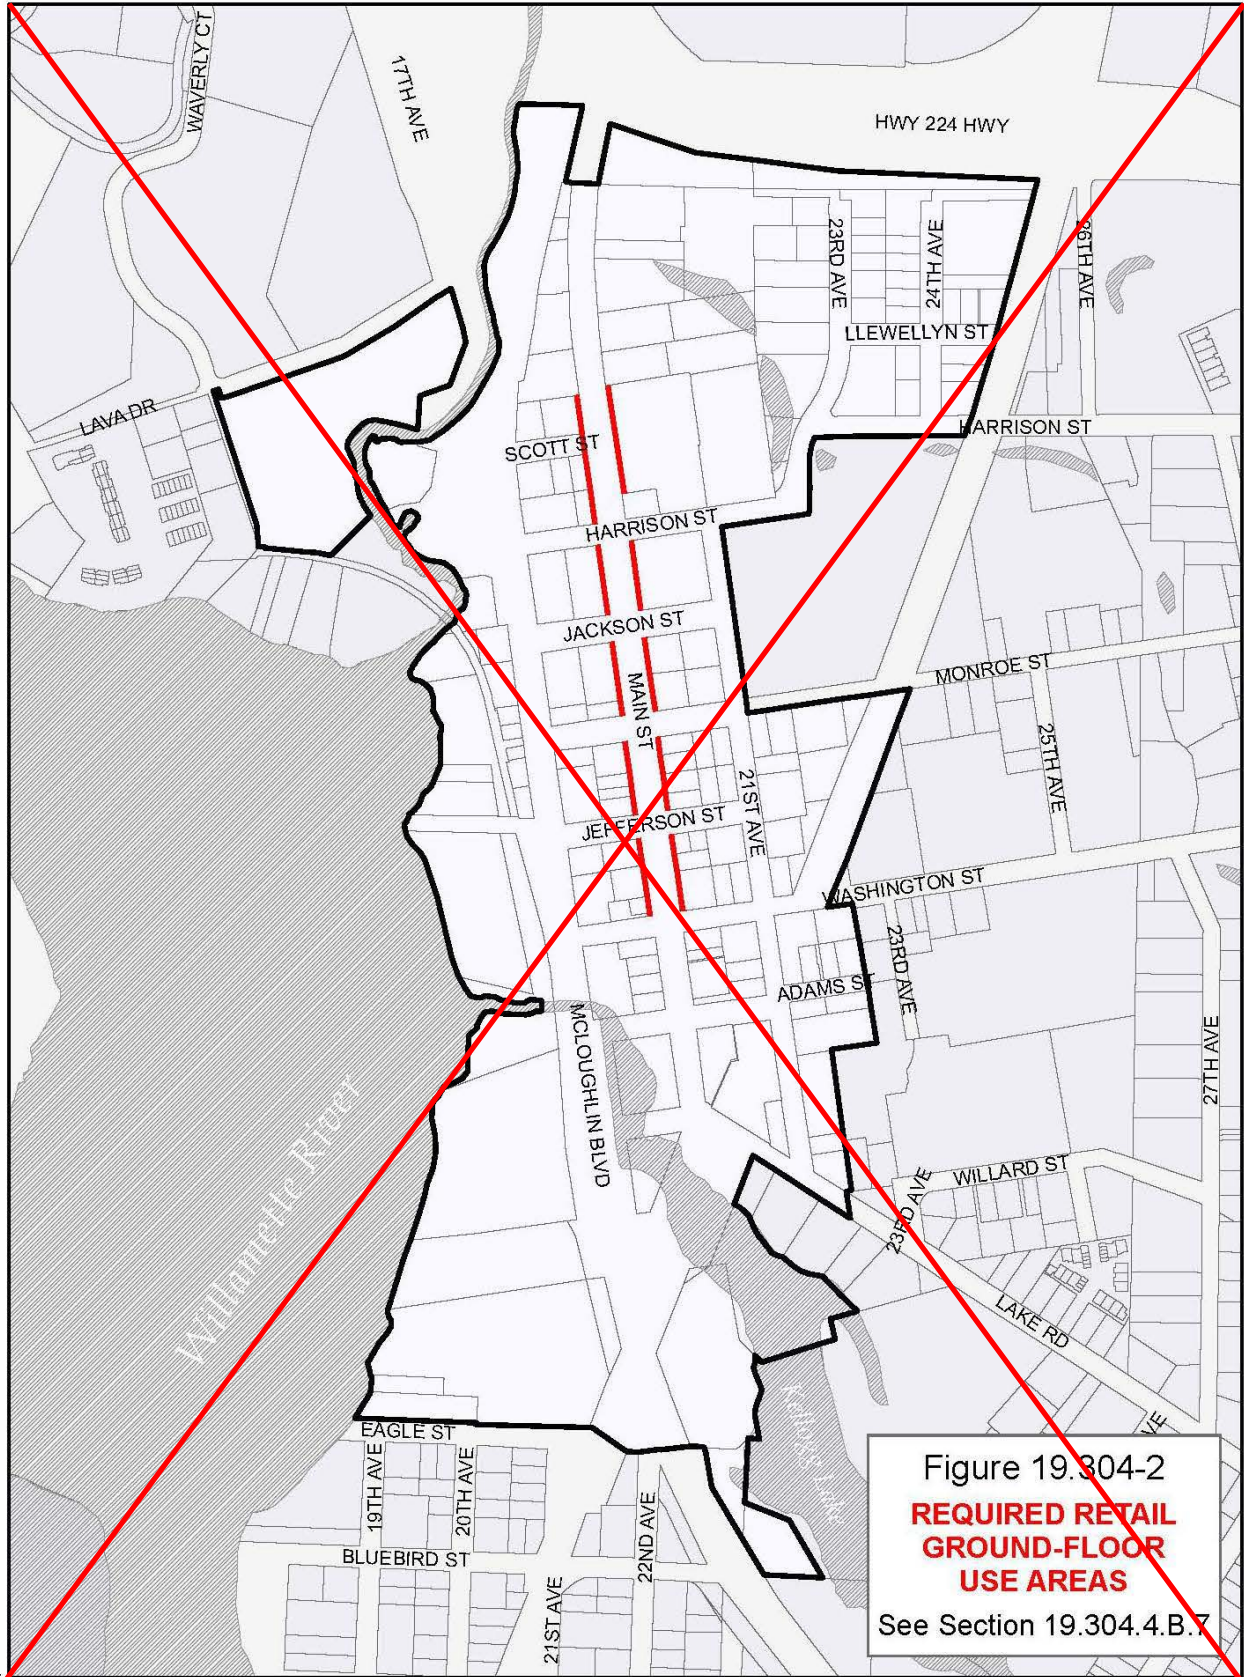 WAVERLY CT
17TH AVE
HWY 224 HWY
23RD AVE
24TH AVE
26TH AVE
LLEWELLYN ST
LAVA DR
HARRISON ST
SCOTT ST
HARRISON ST
JACKSON ST
MAIN ST
MONROE ST
25TH AVE
21ST AVE
JEFFERSON ST
WASHINGTON ST
23RD AVE
ADAMS ST
MCLOUGHLIN BLVD
27TH AVE
Willamette River
WILLARD ST
23RD AVE
LAKE RD
Kellogg Lake
EAGLE ST
19TH AVE
20TH AVE
22ND AVE
BLUEBIRD ST
21ST AVE
VE
Figure 19.304-2
REQUIRED RETAIL
GROUND-FLOOR
USE AREAS
See Section 19.304.4.B.7